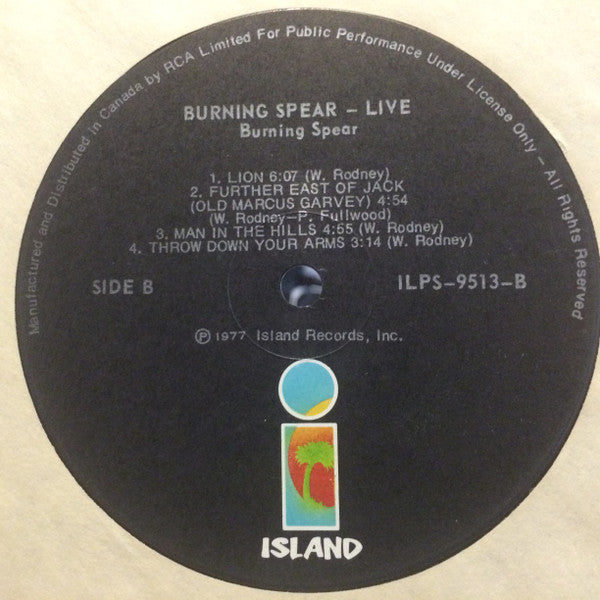 Manufactured and Distributed in Canada by RCA Limited For Public Performance Under License Only – All Rights Reserved
BURNING SPEAR – LIVE
Burning Spear
1. LION 6:07 (W. Rodney)
2. FURTHER EAST OF JACK
(OLD MARCUS GARVEY) 4:54
(W. Rodney–P. Fullwood)
3. MAN IN THE HILLS 4:55 (W. Rodney)
4. THROW DOWN YOUR ARMS 3:14 (W. Rodney)
SIDE B
ILPS-9513-B
Ⓟ 1977 Island Records, Inc.
ISLAND